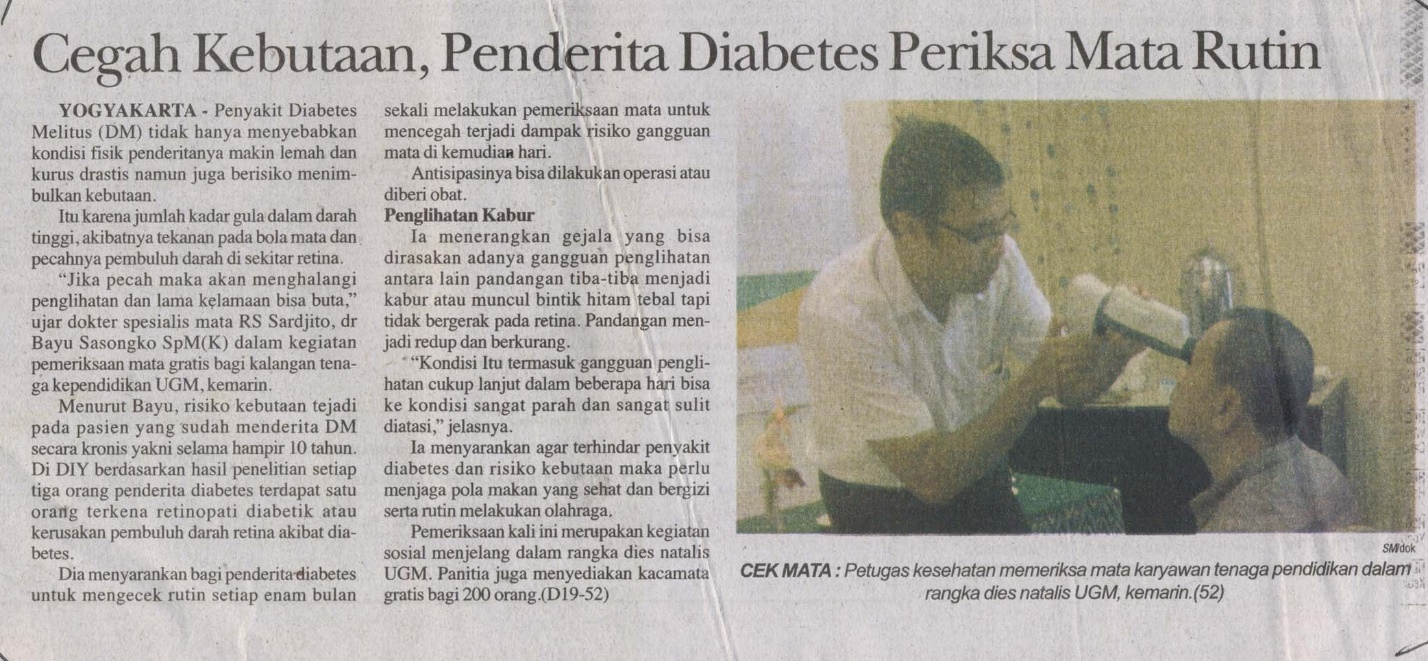 Cegah Kebutaan, Penderita Diabetes Periksa Mata Rutin
YOGYAKARTA - Penyakit Diabetes
Melitus (DM) tidak hanya menyebabkan
kondisi fisik penderitanya makin lemah dan
kurus drastis namun juga berisiko menim-
bulkan kebutaan.
Itu karena jumlah kadar gula dalam darah
tinggi, akibatnya tekanan pada bola mata dan
pecahnya pembuluh darah di sekitar retina.
“Jika pecah maka akan menghalangi
penglihatan dan lama kelamaan bisa buta,”
ujar dokter spesialis mata RS Sardjito, dr
Bayu Sasongko SpM(K) dalam kegiatan
pemeriksaan mata gratis bagi kalangan tena-
ga kependidikan UGM, kemarin.
Menurut Bayu, risiko kebutaan tejadi
pada pasien yang sudah menderita DM
secara kronis yakni selama hampir 10 tahun.
Di DIY berdasarkan hasil penelitian setiap
tiga orang penderita diabetes terdapat satu
orang terkena retinopati diabetik atau
kerusakan pembuluh darah retina akibat dia-
betes.
Dia menyarankan bagi penderita diabetes
untuk mengecek rutin setiap enam bulan
sekali melakukan pemeriksaan mata untuk
mencegah terjadi dampak risiko gangguan
mata di kemudian hari.
Antisipasinya bisa dilakukan operasi atau
diberi obat.
Penglihatan Kabur
Ia menerangkan gejala yang bisa
dirasakan adanya gangguan penglihatan
antara lain pandangan tiba-tiba menjadi
kabur atau muncul bintik hitam tebal tapi
tidak bergerak pada retina. Pandangan men-
jadi redup dan berkurang.
“Kondisi Itu termasuk gangguan pengli-
hatan cukup lanjut dalam beberapa hari bisa
ke kondisi sangat parah dan sangat sulit
diatasi,” jelasnya.
Ia menyarankan agar terhindar penyakit
diabetes dan risiko kebutaan maka perlu
menjaga pola makan yang sehat dan bergizi
serta rutin melakukan olahraga.
Pemeriksaan kali ini merupakan kegiatan
sosial menjelang dalam rangka dies natalis
UGM. Panitia juga menyediakan kacamata
gratis bagi 200 orang.(D19-52)
SM/dok
CEK MATA : Petugas kesehatan memeriksa mata karyawan tenaga pendidikan dalam
rangka dies natalis UGM, kemarin.(52)